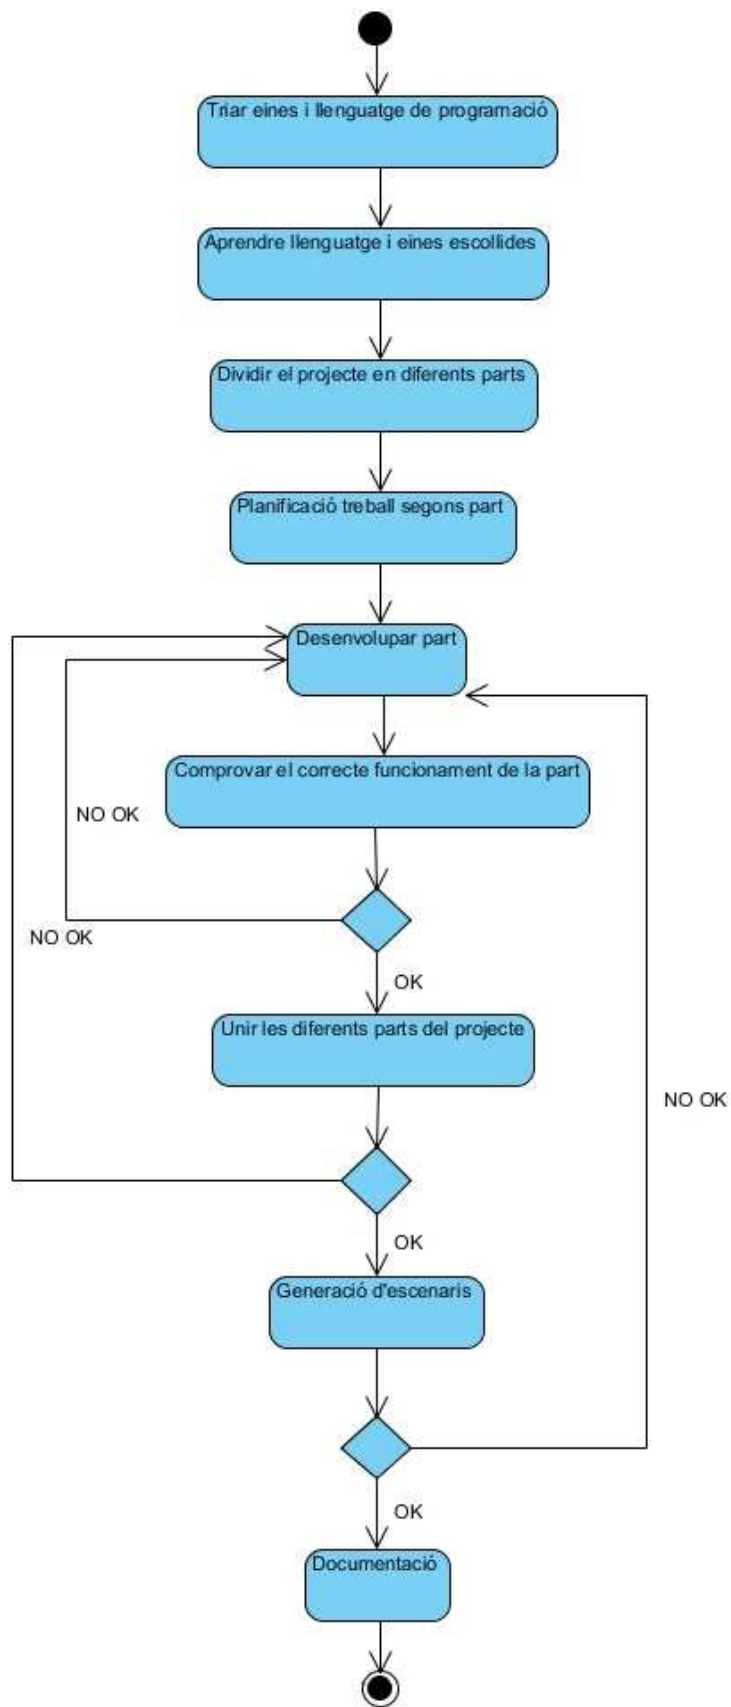 Triar eines i llenguatge de programació
Aprendre llenguatge i eines escollides
Dividir el projecte en diferents parts
Planificació treball segons part
Desenvolupar part
Comprovar el correcte funcionament de la part
NO OK
NO OK
OK
Unir les diferents parts del projecte
NO OK
OK
Generació d'escenaris
OK
Documentació